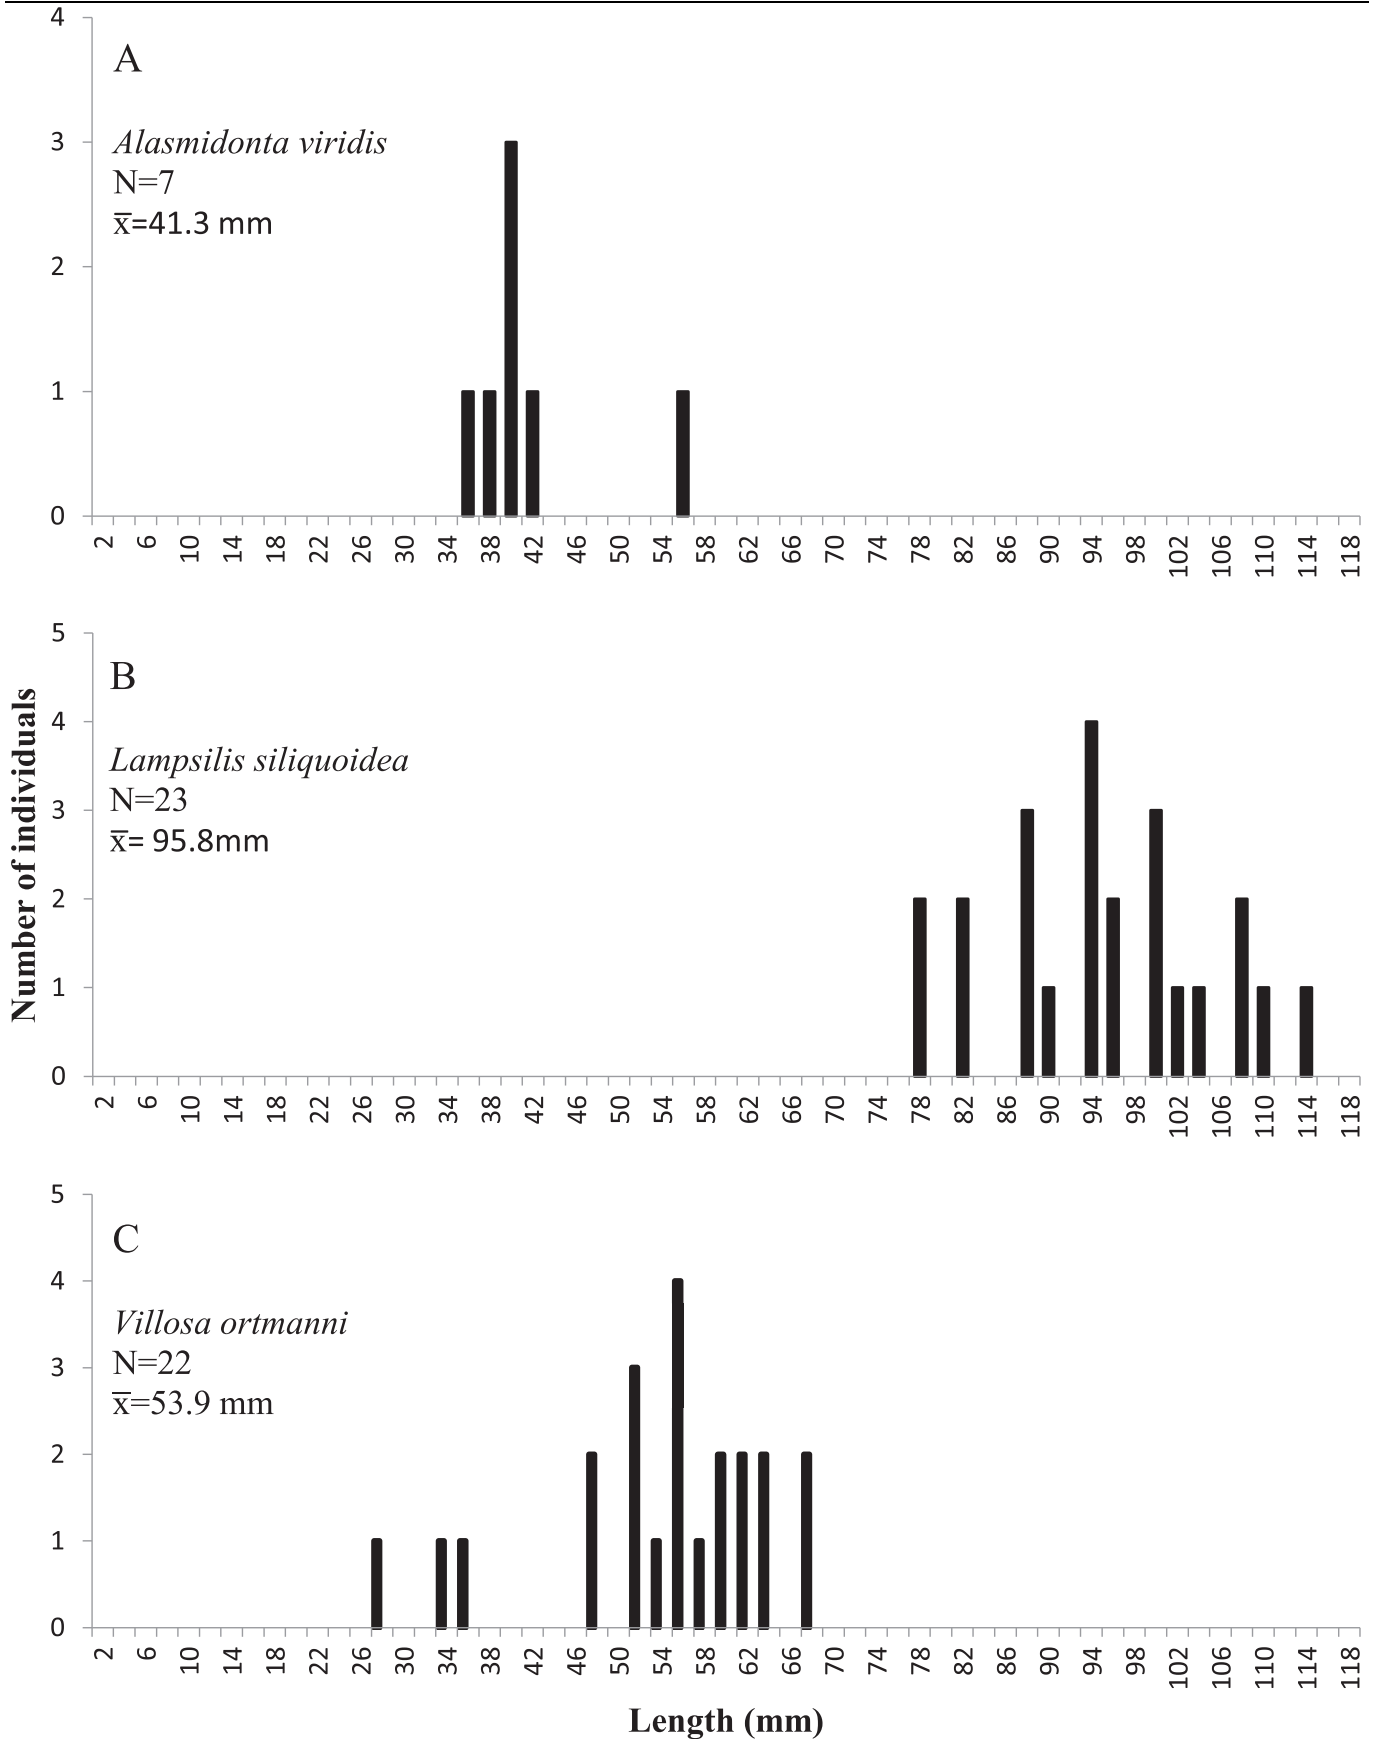 4
A
3
Alasmidonta viridis
N=7
x̅=41.3 mm
2
1
0
2 6 10 14 18 22 26 30 34 38 42 46 50 54 58 62 66 70 74 78 82 86 90 94 98 102 106 110 114 118
5
B
4
Lampsilis siliquoidea
N=23
3
x̅= 95.8mm
2
1
0
2 6 10 14 18 22 26 30 34 38 42 46 50 54 58 62 66 70 74 78 82 86 90 94 98 102 106 110 114 118
Number of individuals
5
C
4
Villosa ortmanni
N=22
3
x̅=53.9 mm
2
1
0
2 6 10 14 18 22 26 30 34 38 42 46 50 54 58 62 66 70 74 78 82 86 90 94 98 102 106 110 114 118
Length (mm)